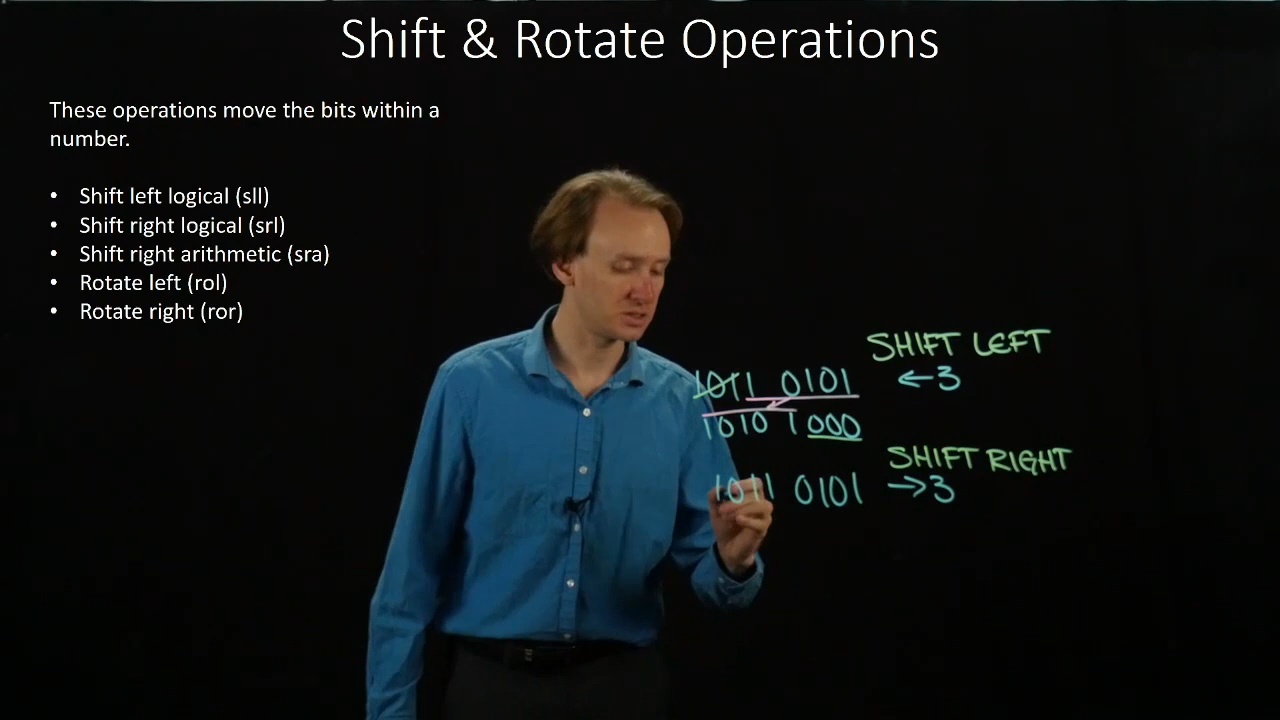 Shift & Rotate Operations
These operations move the bits within a
number.
• Shift left logical (sll)
• Shift right logical (srl)
• Shift right arithmetic (sra)
• Rotate left (rol)
• Rotate right (ror)
SHIFT LEFT
1011 0101 ←3
1010 1000
SHIFT RIGHT
1011 0101 →3